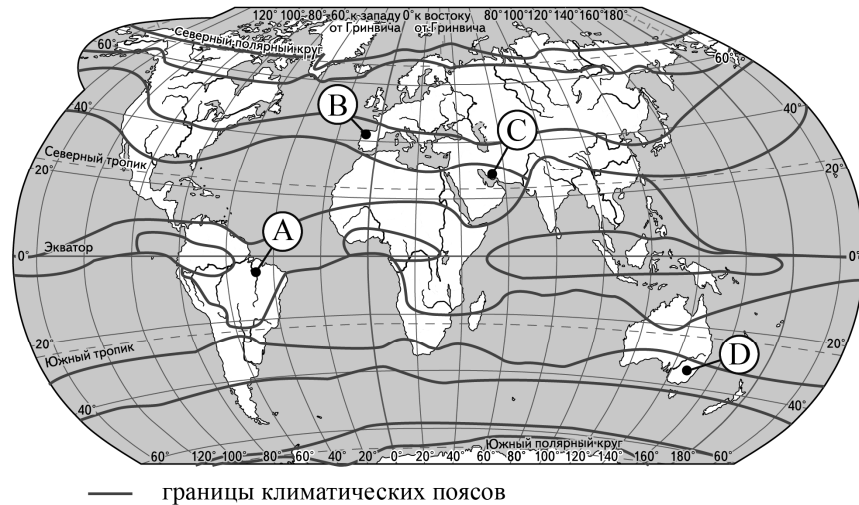 120° 100° 80° 60° к западу 0° к востоку 80° 100° 120° 140° 160° 180°
от Гринвича от Гринвича
Северный полярный круг
60°
60°
40°
40°
B
C
Северный тропик
20°
20°
A
Экватор
0°
0°
20°
20°
Южный тропик
D
40°
40°
Южный полярный круг
60° 120° 100° 80° 60° 40° 20° 0° 20° 40° 60° 80° 100° 120° 140° 180° 60°
границы климатических поясов